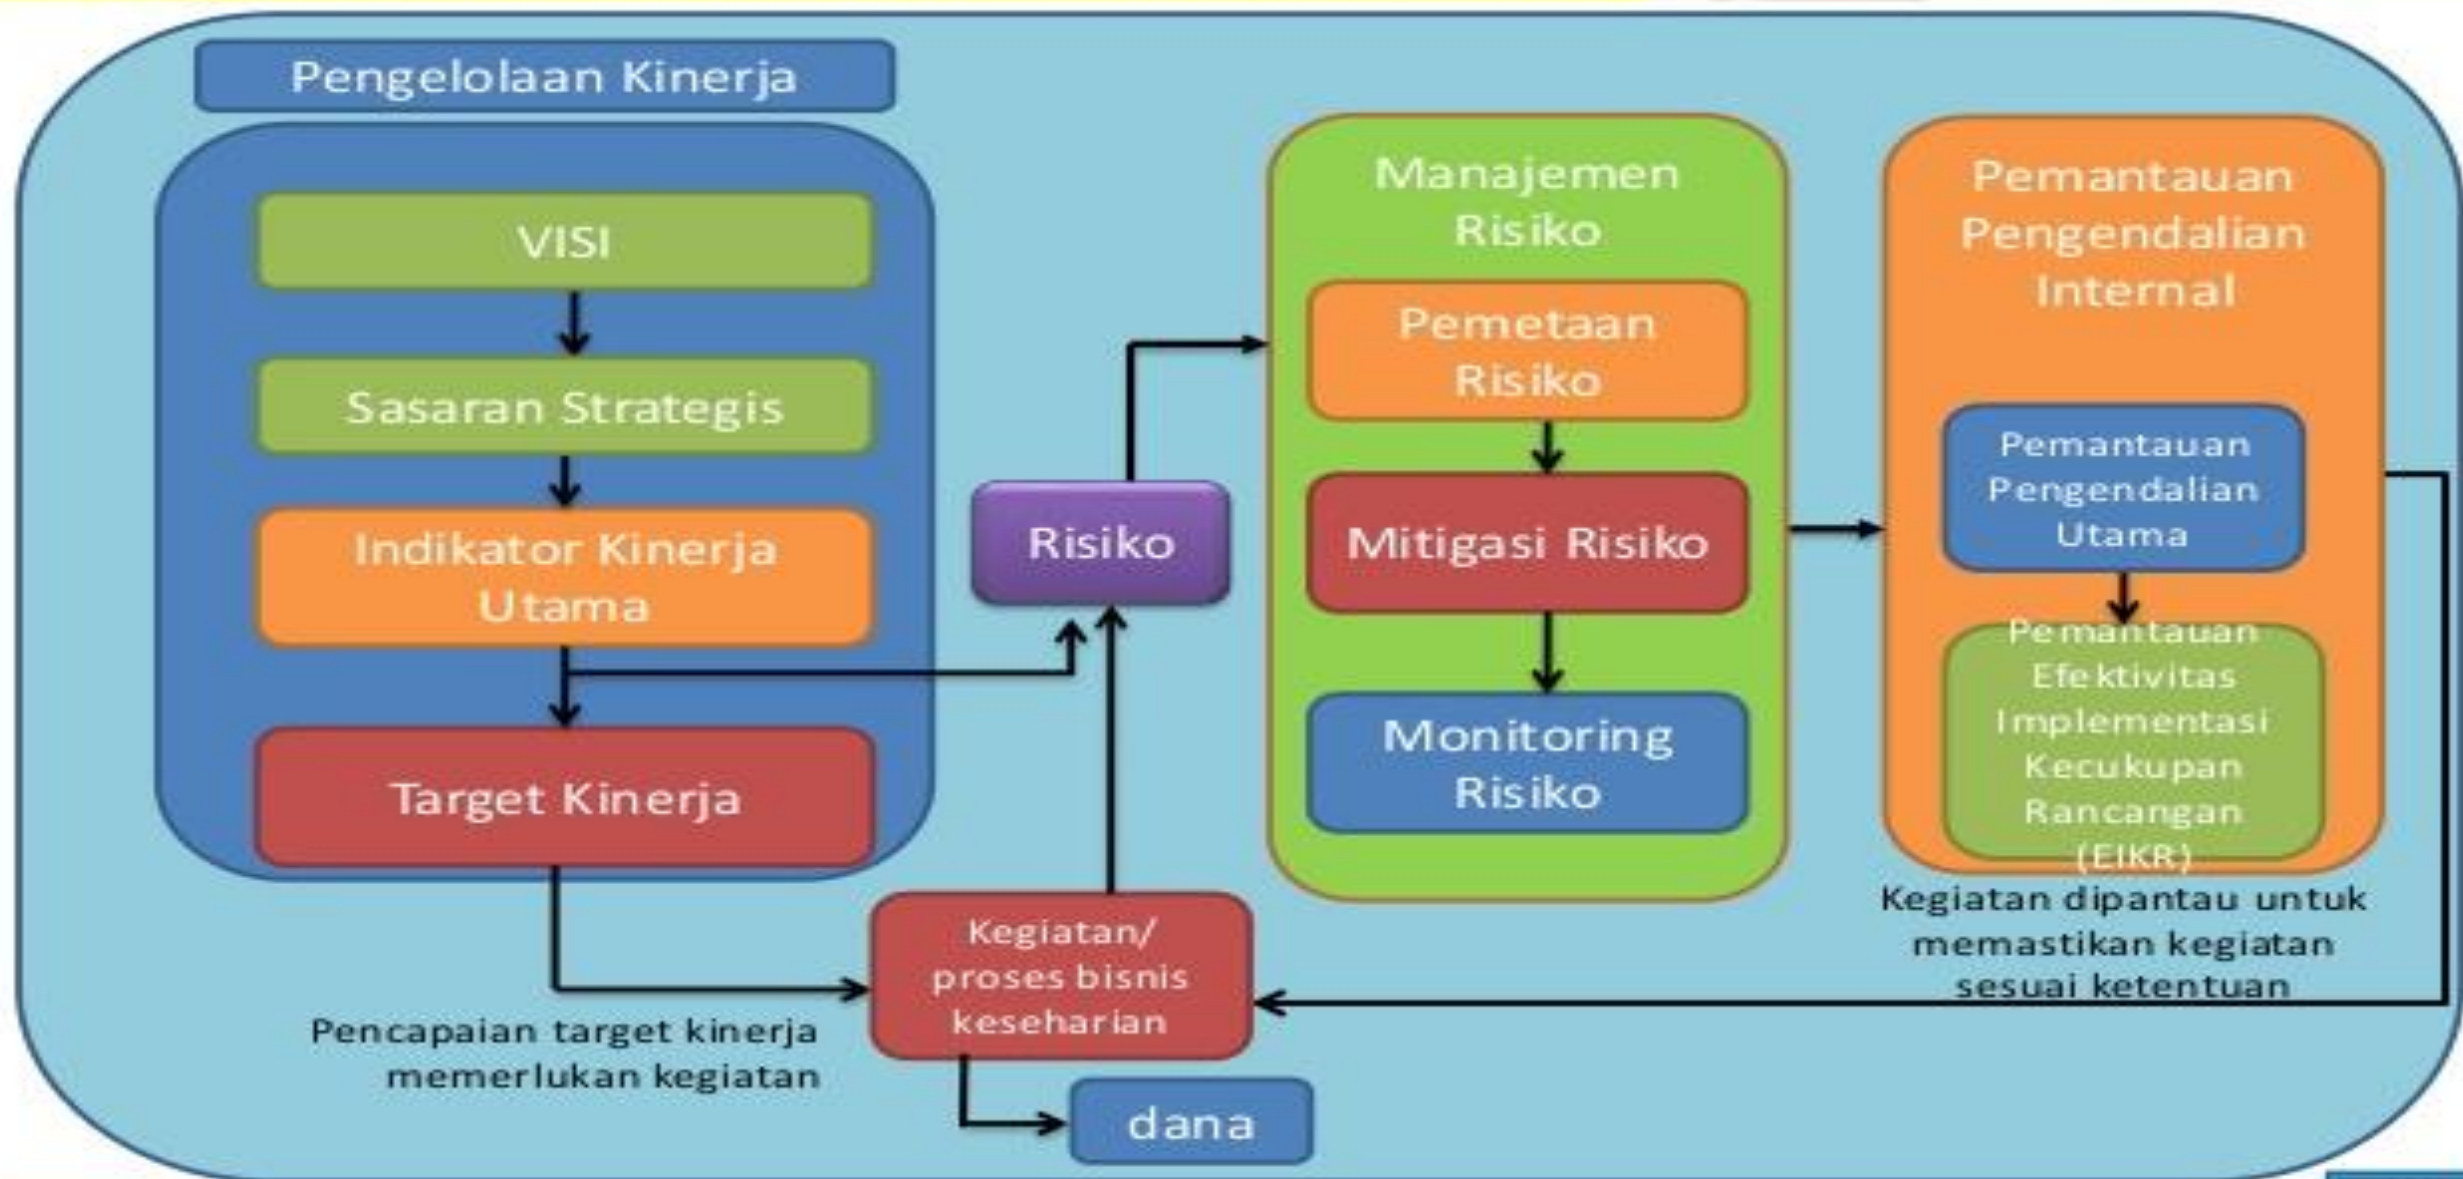 Pengelolaan Kinerja
VISI
Sasaran Strategis
Indikator Kinerja
Utama
Target Kinerja
Pencapaian target kinerja
memerlukan kegiatan
Risiko
Kegiatan/
proses bisnis
keseharian
dana
Manajemen
Risiko
Pemetaan
Risiko
Mitigasi Risiko
Monitoring
Risiko
Pemantauan
Pengendalian
Internal
Pemantauan
Pengendalian
Utama
Pemantauan
Efektivitas
Implementasi
Kecukupan
Rancangan
(EIKR)
Kegiatan dipantau untuk
memastikan kegiatan
sesuai ketentuan